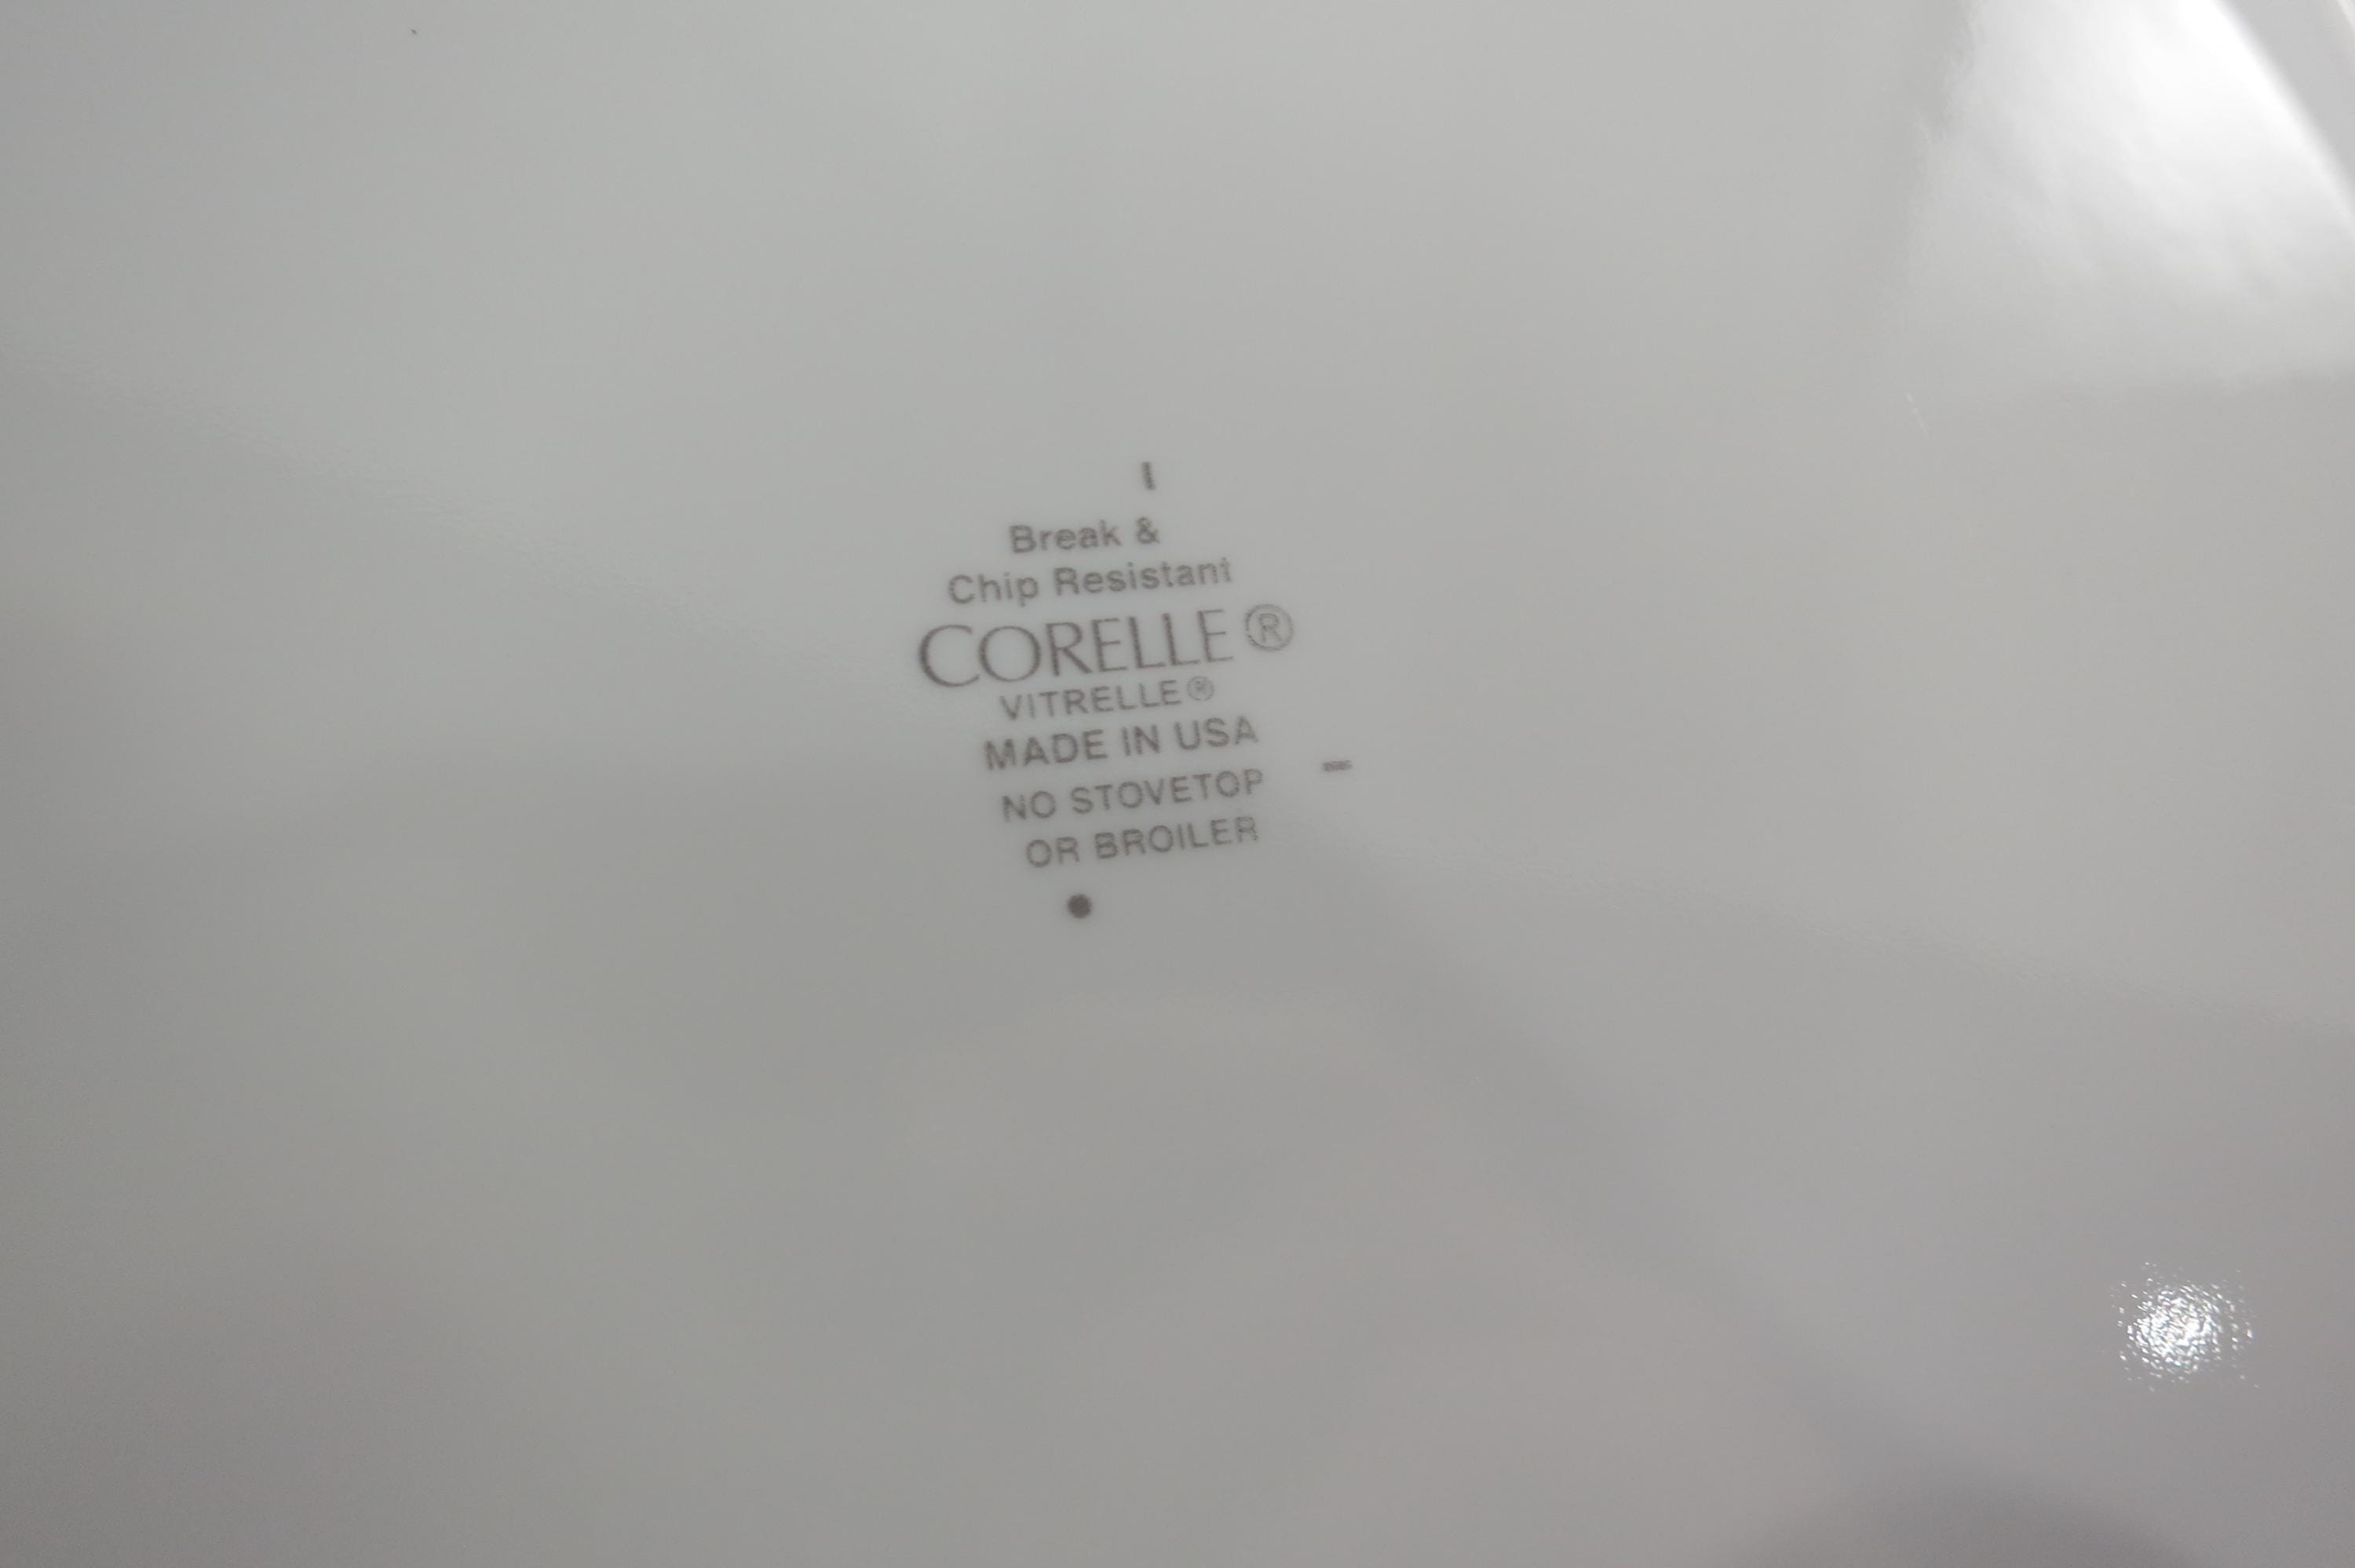 Break &
Chip Resistant
CORELLE®
VITRELLE®
MADE IN USA
NO STOVETOP
OR BROILER